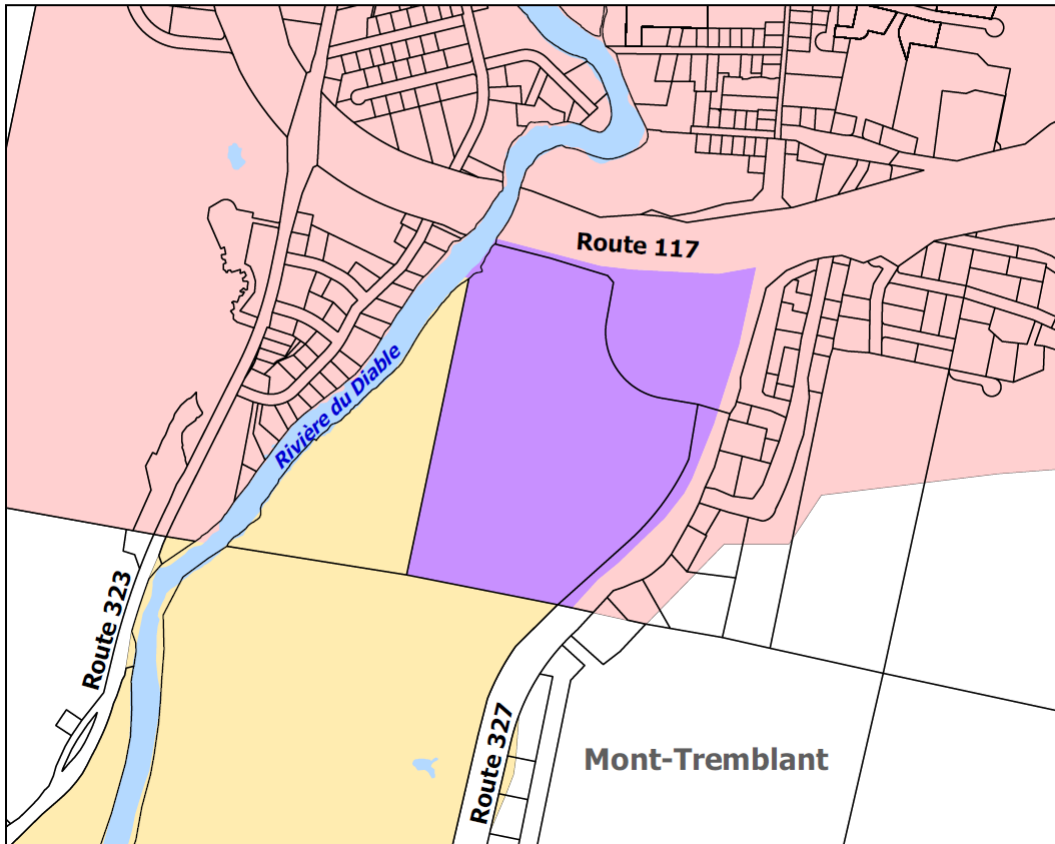 Route 117
Rivière du Diable
Route 323
Route 327
Mont-Tremblant